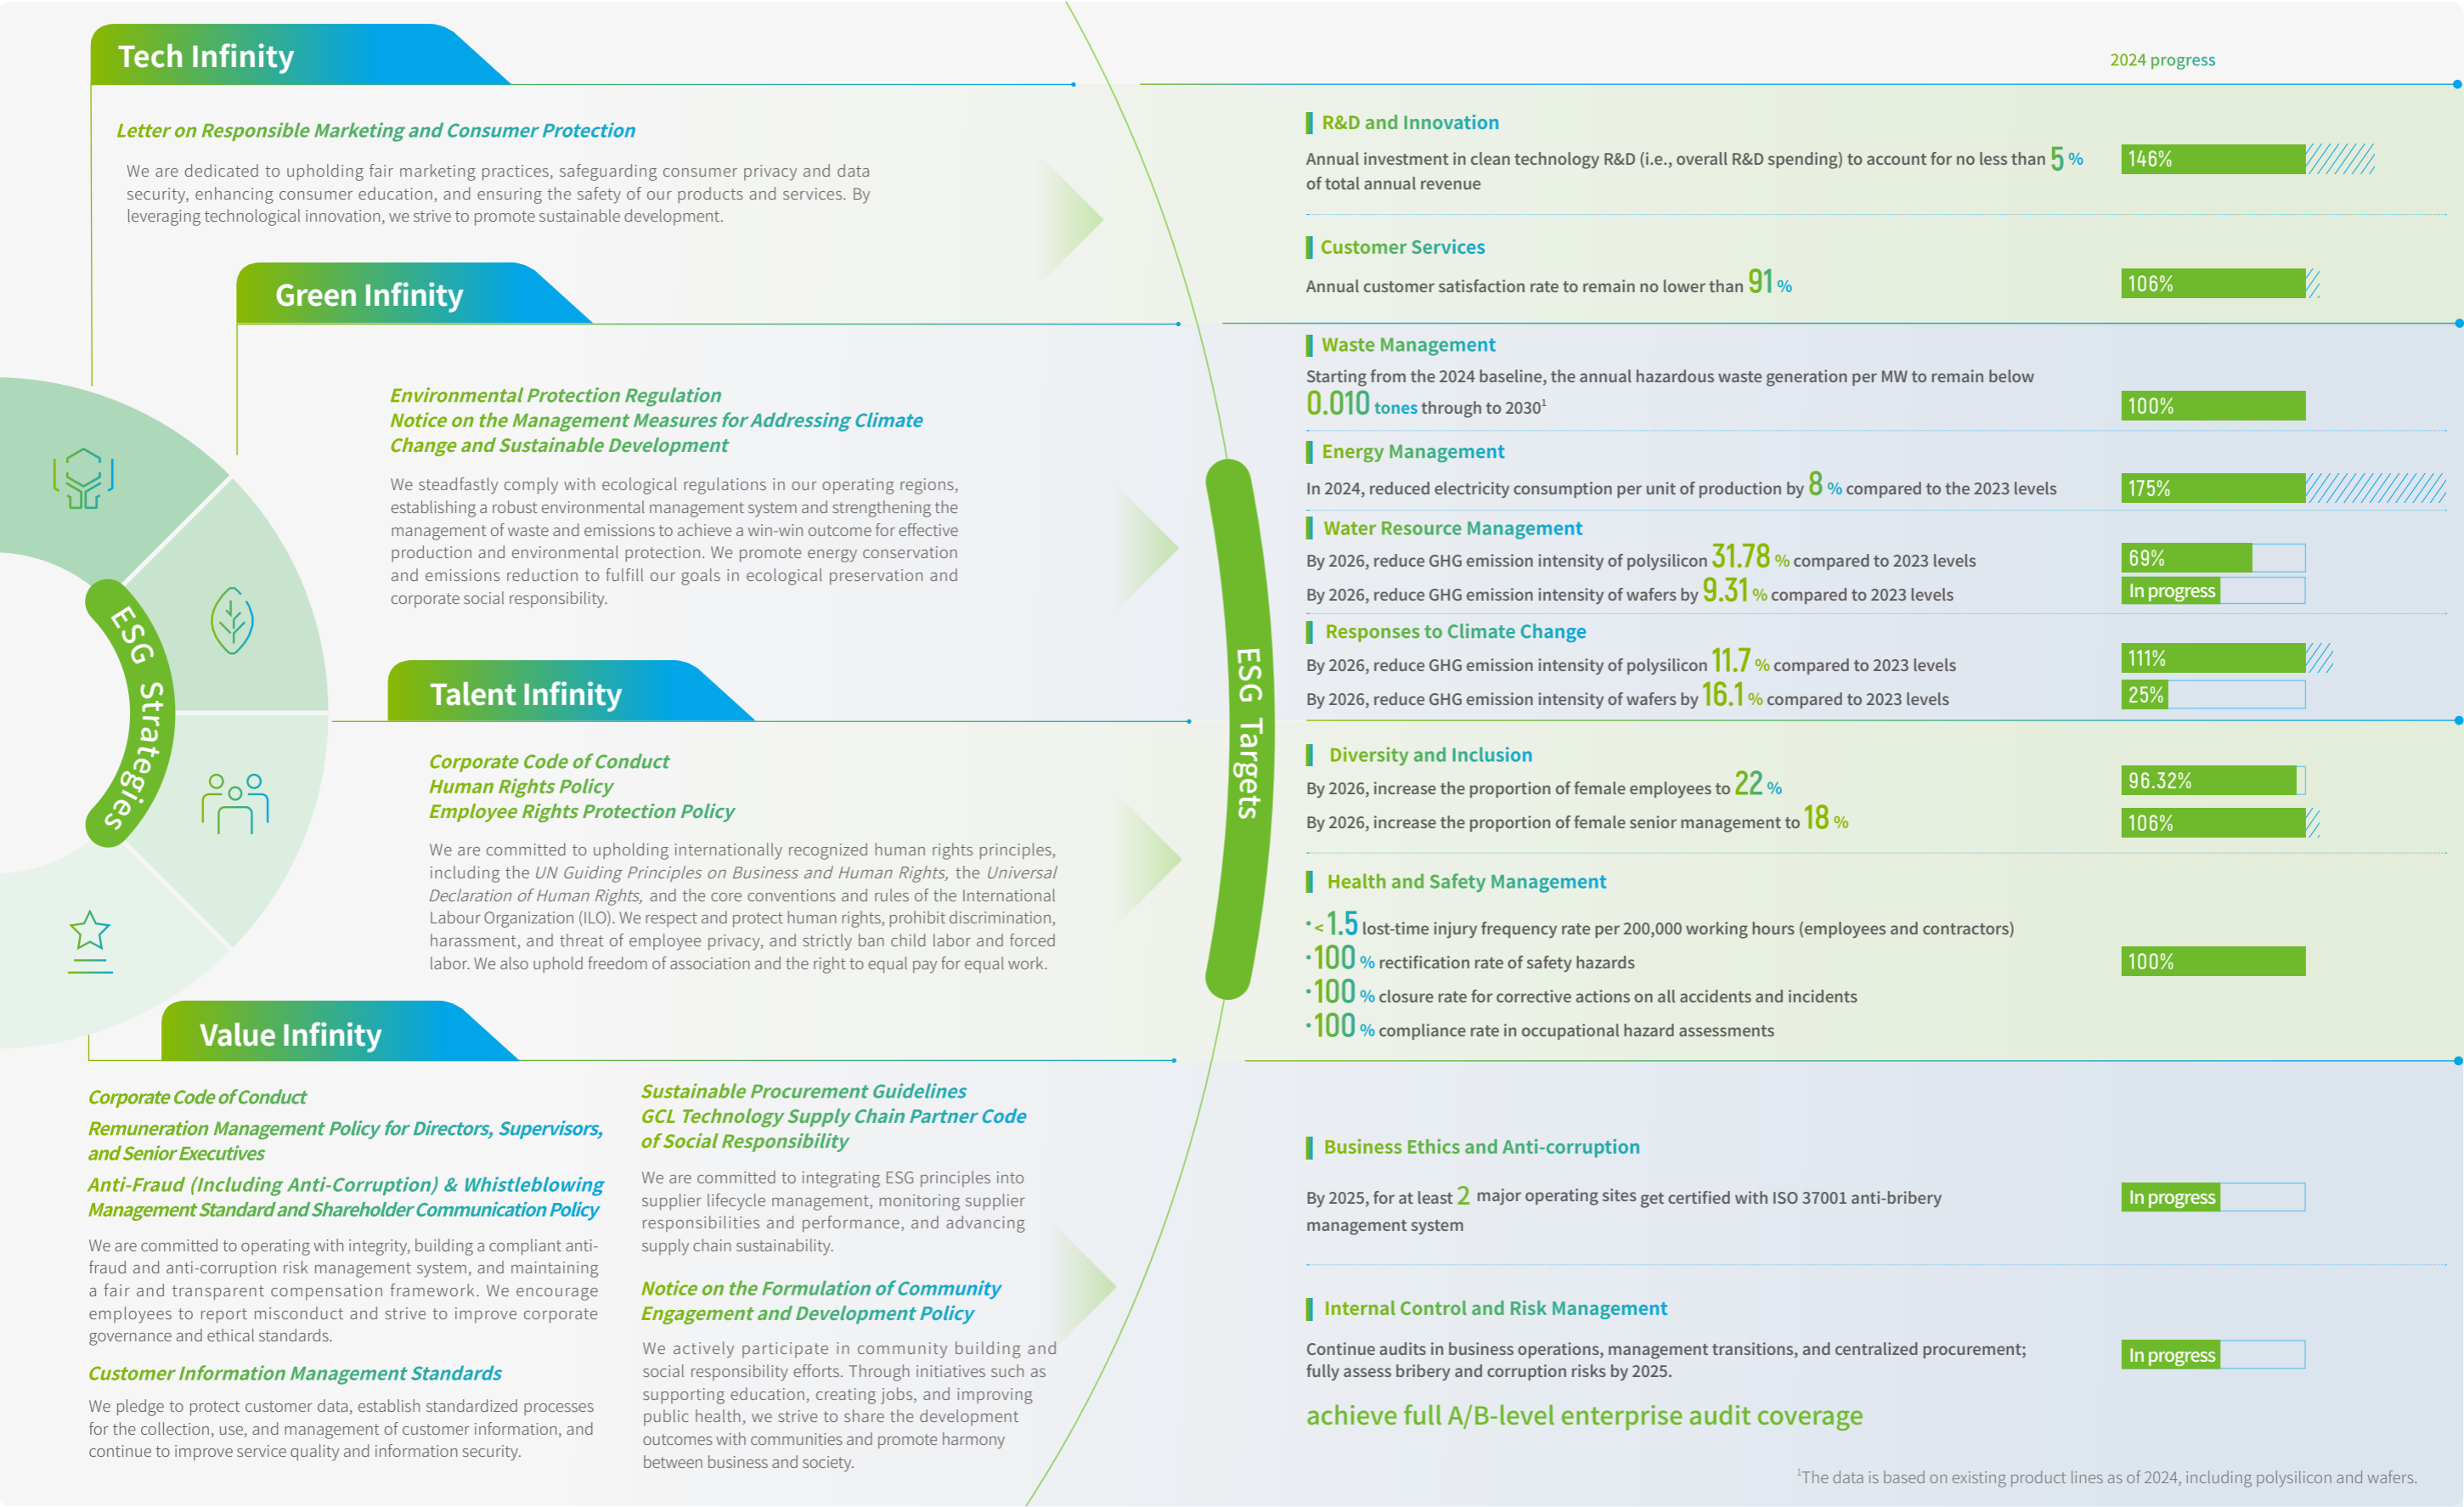 Tech Infinity
Letter on Responsible Marketing and Consumer Protection
We are dedicated to upholding fair marketing practices, safeguarding consumer privacy and data
security, enhancing consumer education, and ensuring the safety of our products and services. By
leveraging technological innovation, we strive to promote sustainable development.
Green Infinity
Environmental Protection Regulation
Notice on the Management Measures for Addressing Climate
Change and Sustainable Development
We steadfastly comply with ecological regulations in our operating regions,
establishing a robust environmental management system and strengthening the
management of waste and emissions to achieve a win-win outcome for effective
production and environmental protection. We promote energy conservation
and emissions reduction to fulfill our goals in ecological preservation and
corporate social responsibility.
ESG Strategies
Talent Infinity
Corporate Code of Conduct
Human Rights Policy
Employee Rights Protection Policy
We are committed to upholding internationally recognized human rights principles,
including the UN Guiding Principles on Business and Human Rights, the Universal
Declaration of Human Rights, and the core conventions and rules of the International
Labour Organization (ILO). We respect and protect human rights, prohibit discrimination,
harassment, and threat of employee privacy, and strictly ban child labor and forced
labor. We also uphold freedom of association and the right to equal pay for equal work.
Value Infinity
Corporate Code of Conduct
Remuneration Management Policy for Directors, Supervisors,
and Senior Executives
Anti-Fraud (Including Anti-Corruption) & Whistleblowing
Management Standard and Shareholder Communication Policy
We are committed to operating with integrity, building a compliant anti-
fraud and anti-corruption risk management system, and maintaining
a fair and transparent compensation framework. We encourage
employees to report misconduct and strive to improve corporate
governance and ethical standards.
Customer Information Management Standards
We pledge to protect customer data, establish standardized processes
for the collection, use, and management of customer information, and
continue to improve service quality and information security.
Sustainable Procurement Guidelines
GCL Technology Supply Chain Partner Code
of Social Responsibility
We are committed to integrating ESG principles into
supplier lifecycle management, monitoring supplier
responsibilities and performance, and advancing
supply chain sustainability.
Notice on the Formulation of Community
Engagement and Development Policy
We actively participate in community building and
social responsibility efforts. Through initiatives such as
supporting education, creating jobs, and improving
public health, we strive to share the development
outcomes with communities and promote harmony
between business and society.
ESG Targets
2024 progress
R&D and Innovation
Annual investment in clean technology R&D (i.e., overall R&D spending) to account for no less than 5 %
of total annual revenue
146%
Customer Services
Annual customer satisfaction rate to remain no lower than 91 %
106%
Waste Management
Starting from the 2024 baseline, the annual hazardous waste generation per MW to remain below
0.010 tones through to 2030¹
100%
Energy Management
In 2024, reduced electricity consumption per unit of production by 8 % compared to the 2023 levels
175%
Water Resource Management
By 2026, reduce GHG emission intensity of polysilicon 31.78 % compared to 2023 levels
69%
By 2026, reduce GHG emission intensity of wafers by 9.31 % compared to 2023 levels
In progress
Responses to Climate Change
By 2026, reduce GHG emission intensity of polysilicon 11.7 % compared to 2023 levels
111%
By 2026, reduce GHG emission intensity of wafers by 16.1 % compared to 2023 levels
25%
Diversity and Inclusion
By 2026, increase the proportion of female employees to 22 %
96.32%
By 2026, increase the proportion of female senior management to 18 %
106%
Health and Safety Management
·< 1.5 lost-time injury frequency rate per 200,000 working hours (employees and contractors)
·100 % rectification rate of safety hazards
100%
·100 % closure rate for corrective actions on all accidents and incidents
·100 % compliance rate in occupational hazard assessments
Business Ethics and Anti-corruption
By 2025, for at least 2 major operating sites get certified with ISO 37001 anti-bribery
management system
In progress
Internal Control and Risk Management
Continue audits in business operations, management transitions, and centralized procurement;
fully assess bribery and corruption risks by 2025.
In progress
achieve full A/B-level enterprise audit coverage
¹The data is based on existing product lines as of 2024, including polysilicon and wafers.